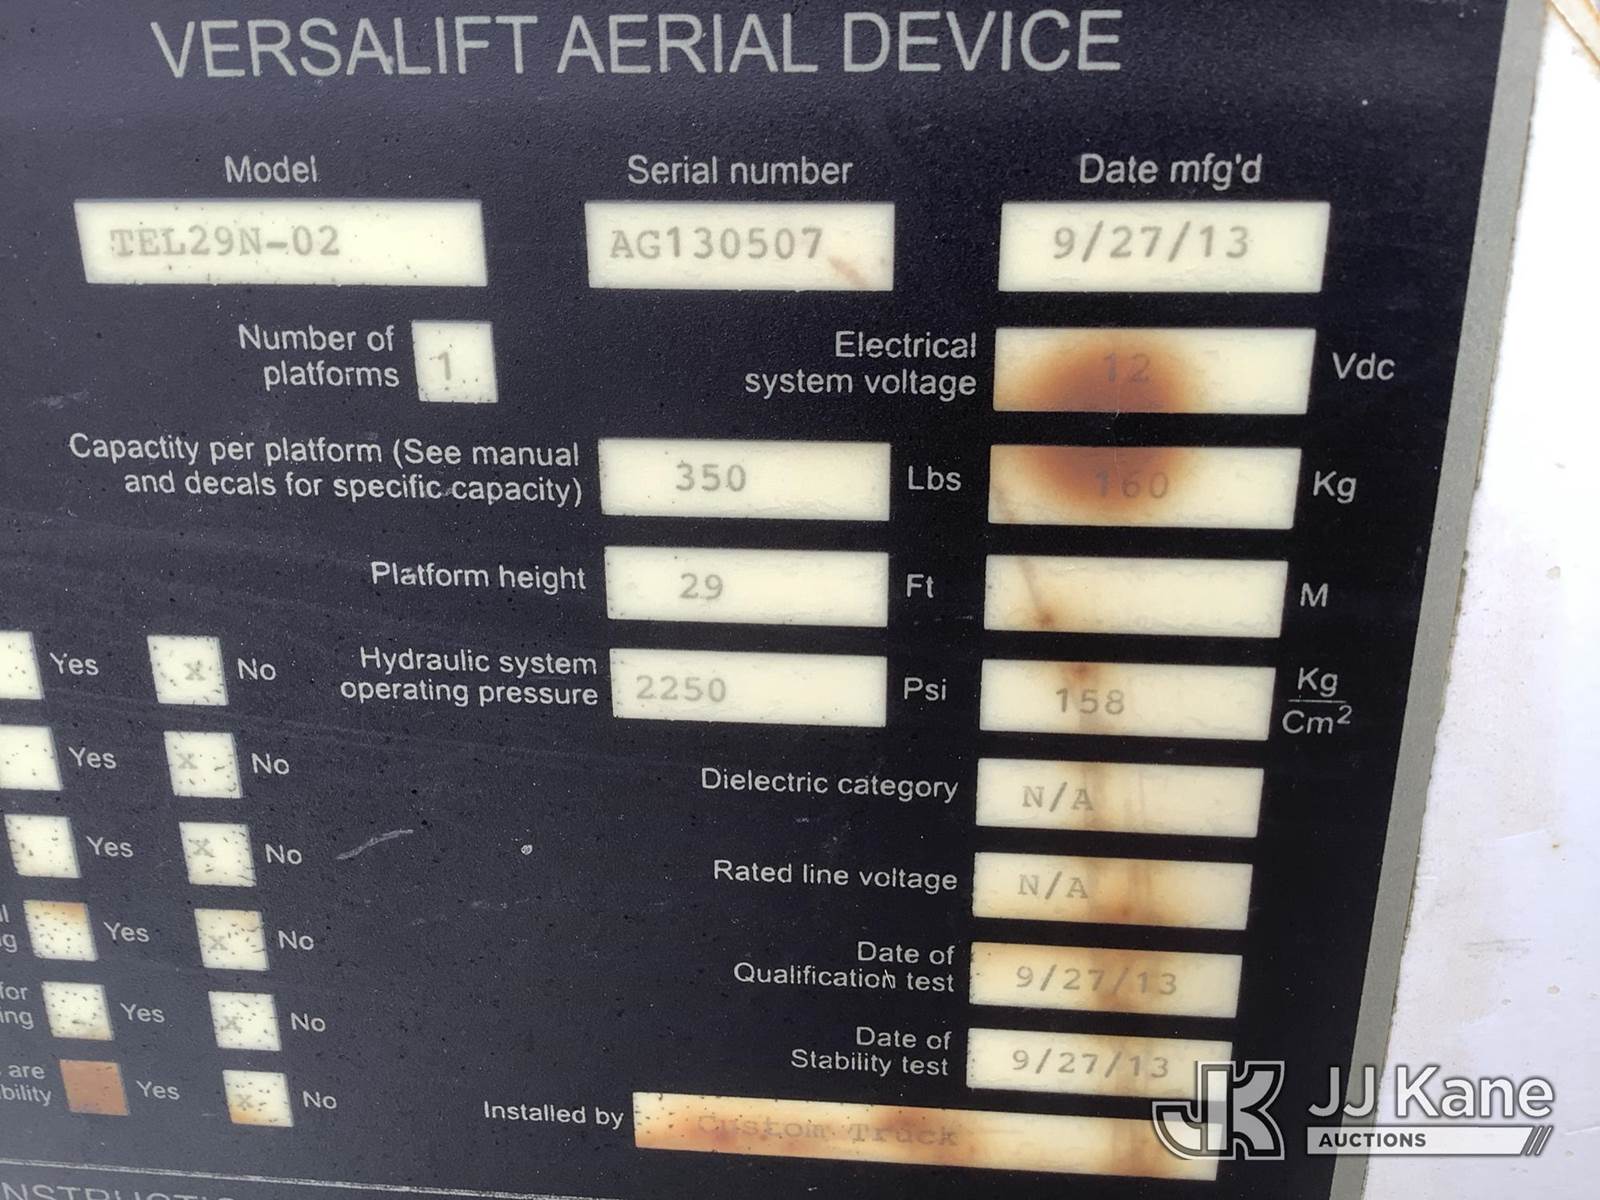 VERSALIFT AERIAL DEVICE
Model
Serial number
Date mfg'd
TEL29N-02
AG130507
9/27/13
Number of
platforms
1
Electrical
system voltage
12
Vdc
Capactity per platform (See manual
and decals for specific capacity)
350
Lbs
160
Kg
Platform height
29
Ft
M
Hydraulic system
operating pressure
2250
Psi
158
Kg
Cm2
Yes
x
No
Yes
x
No
Dielectric category
N/A
Yes
x
No
Rated line voltage
N/A
Yes
x
No
Date of
Qualification test
9/27/13
for
Yes
x
No
Date of
Stability test
9/27/13
are
Yes
x
No
Installed by
Custom Truck
JK
JJ Kane
AUCTIONS